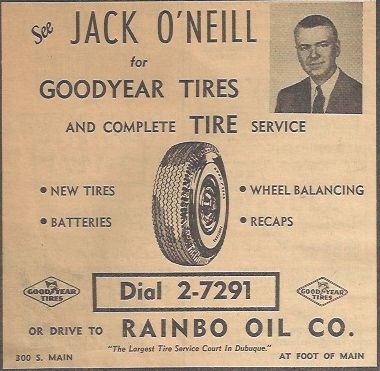 See JACK O'NEILL
for
GOODYEAR TIRES
AND COMPLETE TIRE SERVICE
• NEW TIRES
• WHEEL BALANCING
• BATTERIES
• RECAPS
GOODYEAR
TIRES
Dial 2-7291
GOODYEAR
TIRES
OR DRIVE TO RAINBO OIL CO.
300 S. MAIN
"The Largest Tire Service Court In Dubuque."
AT FOOT OF MAIN